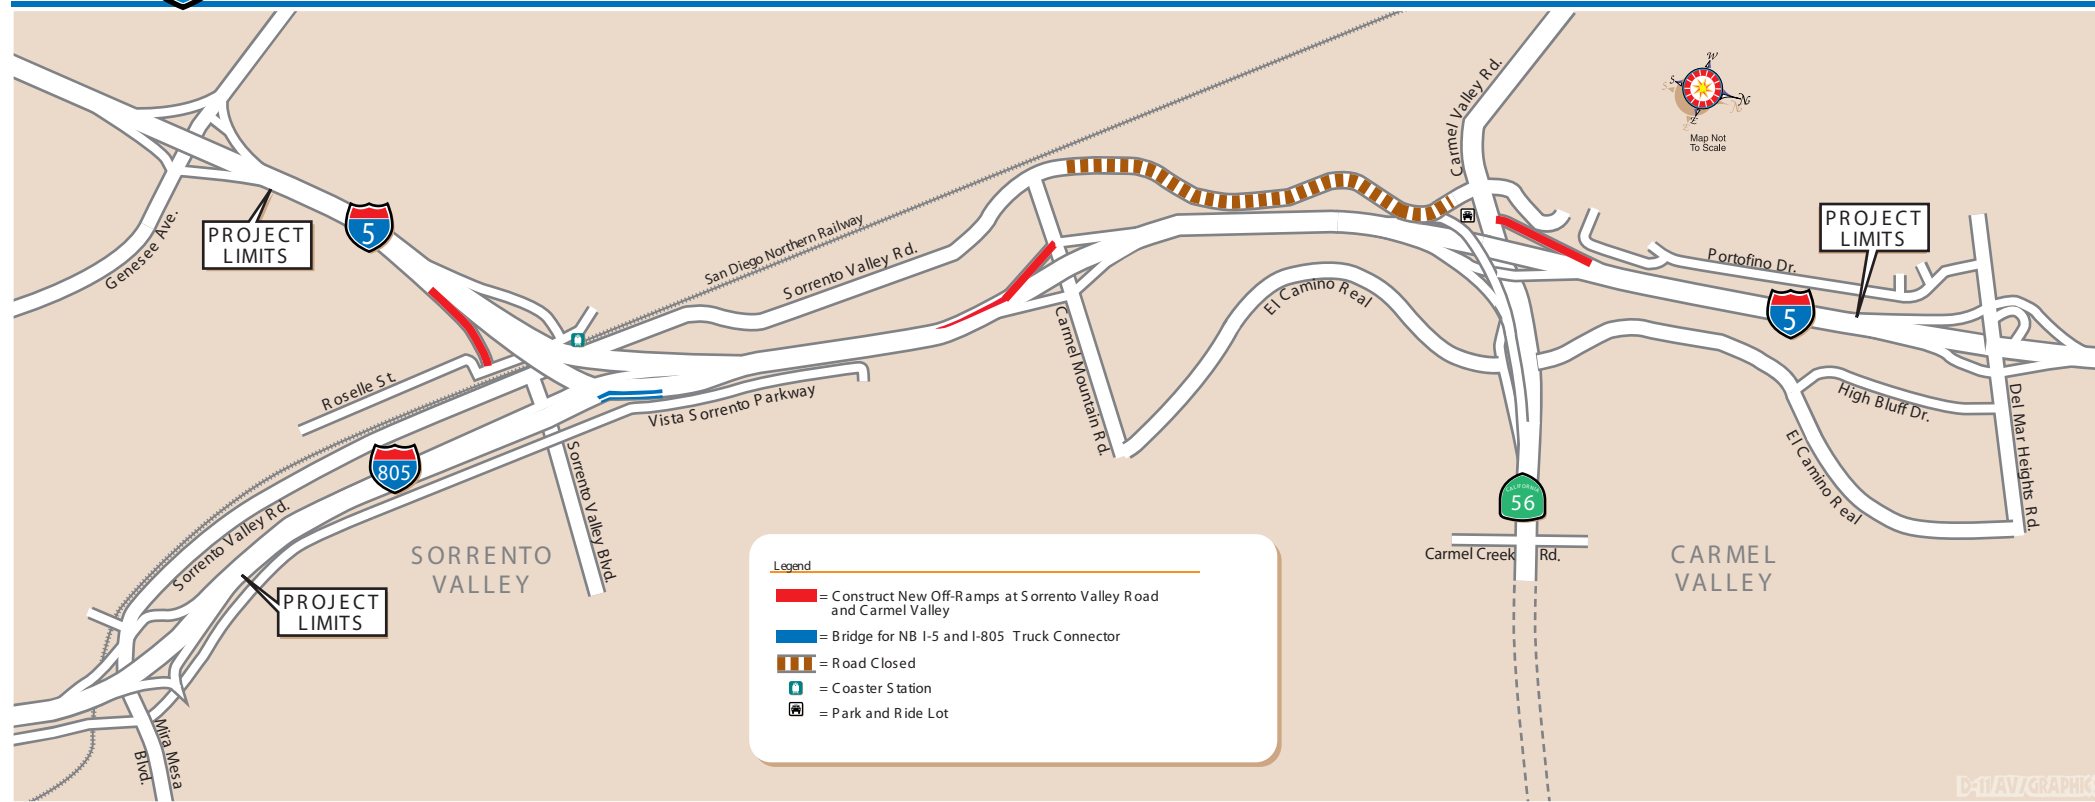 W
S
N
E
Map Not
To Scale
Carmel Valley Rd.
PROJECT
LIMITS
5
Genesee Ave.
San Diego Northern Railway
Sorrento Valley Rd.
El Camino Real
Portofino Dr.
PROJECT
LIMITS
5
Roselle St.
Vista Sorrento Parkway
Carmel Mountain Rd.
High Bluff Dr.
Del Mar Heights Rd.
El Camino Real
805
Sorrento Valley Rd.
Sorrento Valley Blvd.
CALIFORNIA
56
Carmel Creek Rd.
SORRENTO
VALLEY
CARMEL
VALLEY
PROJECT
LIMITS
Mira Mesa
Blvd.
Legend
= Construct New Off-Ramps at Sorrento Valley Road
and Carmel Valley
= Bridge for NB I-5 and I-805 Truck Connector
= Road Closed
= Coaster Station
= Park and Ride Lot
D-11 AV/GRAPHIC